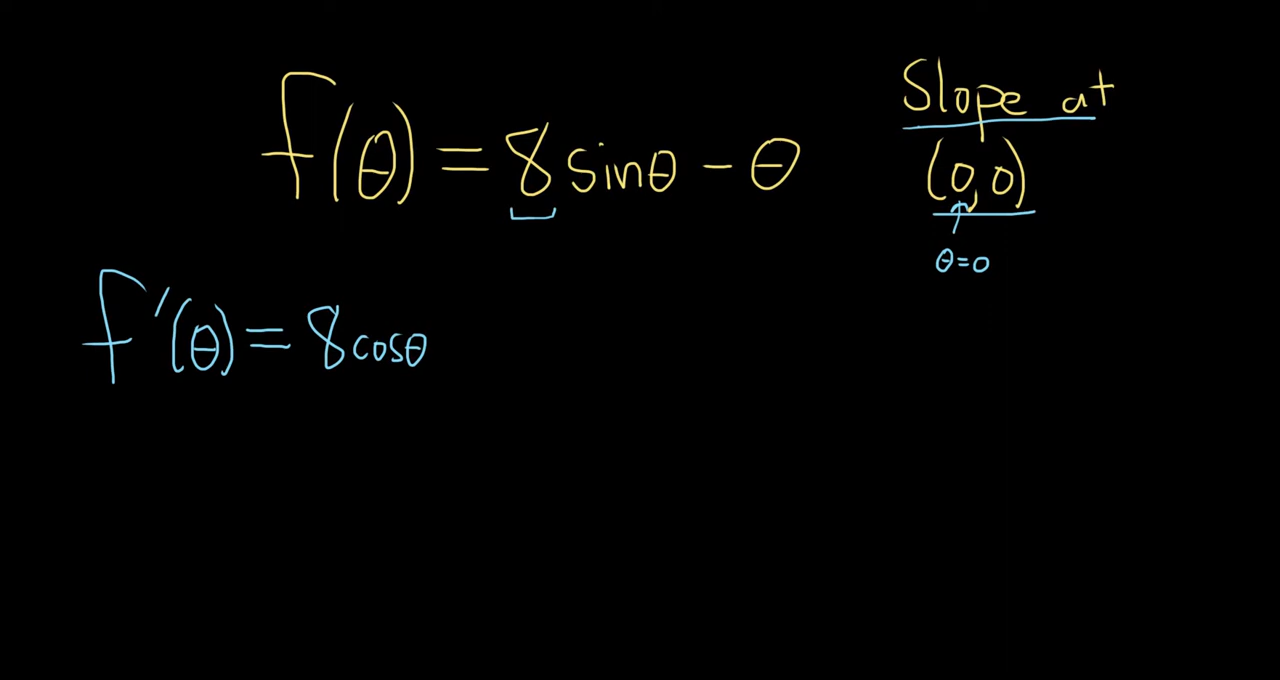 f(θ) = 8 sinθ - θ
Slope at
(0,0)
θ=0
f'(θ) = 8cosθ